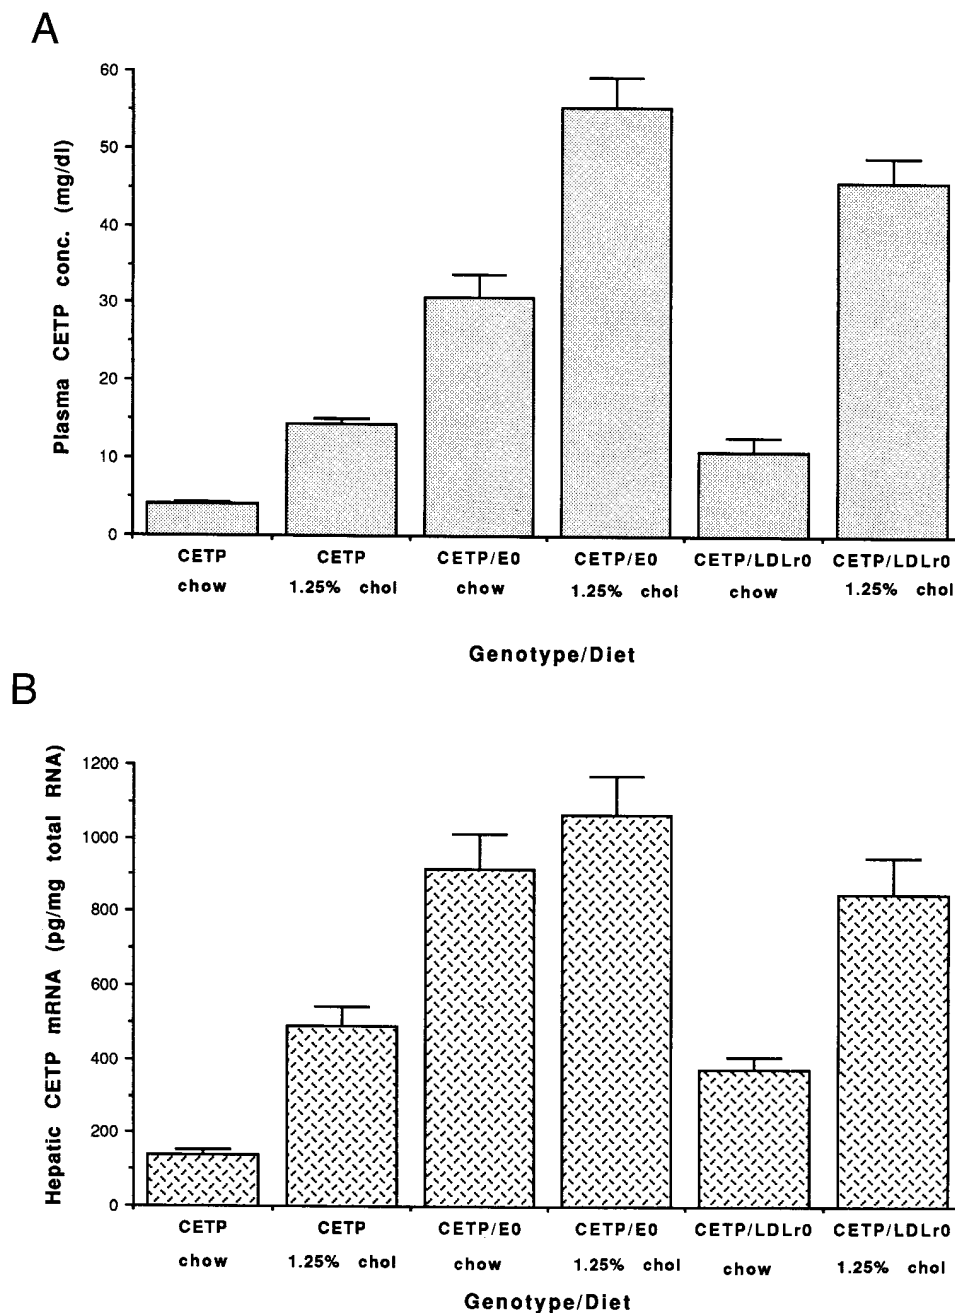 A
Plasma CETP conc. (mg/dl)
60
50
40
30
20
10
0
CETP CETP CETP/E0 CETP/E0 CETP/LDLr0 CETP/LDLr0
chow 1.25% chol chow 1.25% chol chow 1.25% chol
Genotype/Diet
B
Hepatic CETP mRNA (pg/mg total RNA)
1200
1000
800
600
400
200
0
CETP CETP CETP/E0 CETP/E0 CETP/LDLr0 CETP/LDLr0
chow 1.25% chol chow 1.25% chol chow 1.25% chol
Genotype/Diet